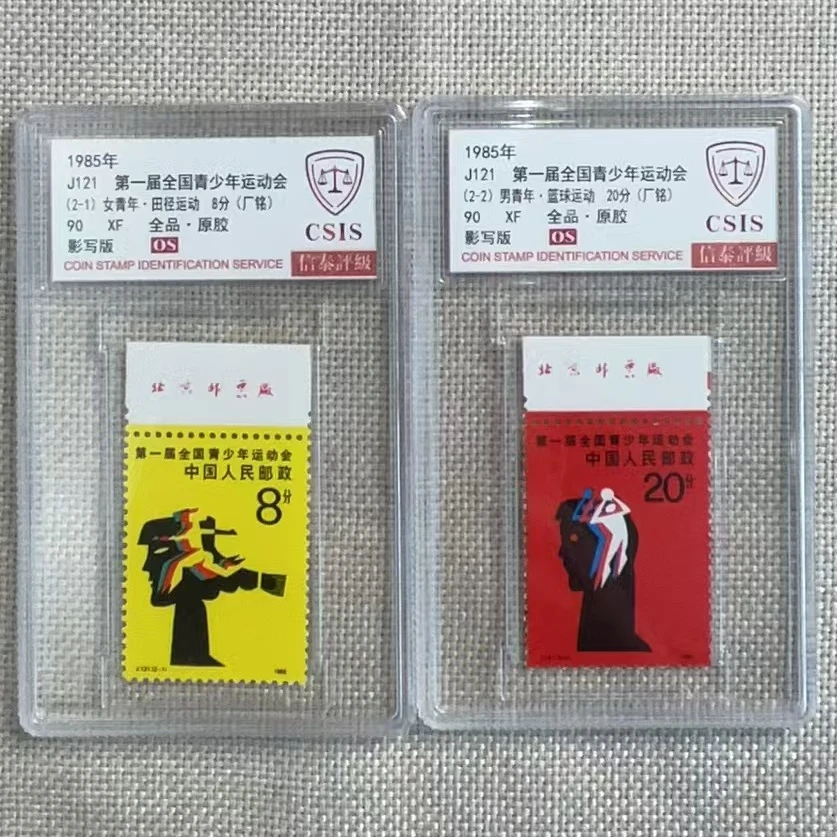 1985年
J121 第一届全国青少年运动会
(2-1) 女青年·田径运动 8分（厂铭）
90 XF 全品·原胶
影写版 OS
COIN STAMP IDENTIFICATION SERVICE
CSIS
信泰評級
北京邮票厂
第一届全国青少年运动会
中国人民邮政
8分
1985
1985年
J121 第一届全国青少年运动会
(2-2) 男青年·篮球运动 20分（厂铭）
90 XF 全品·原胶
影写版 OS
COIN STAMP IDENTIFICATION SERVICE
CSIS
信泰評級
北京邮票厂
第一届全国青少年运动会
中国人民邮政
20分